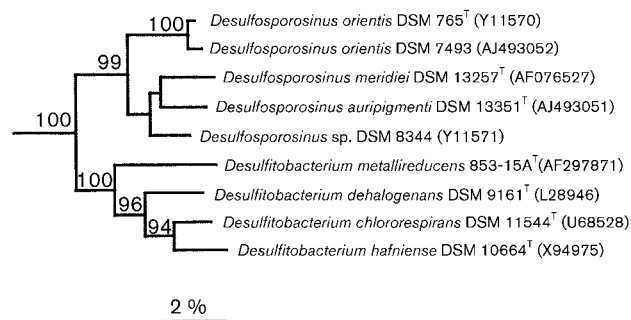 100 Desulfosporosinus orientis DSM 765ᵀ (Y11570)
Desulfosporosinus orientis DSM 7493 (AJ493052)
99
Desulfosporosinus meridiei DSM 13257ᵀ (AF076527)
Desulfosporosinus auripigmenti DSM 13351ᵀ (AJ493051)
100
Desulfosporosinus sp. DSM 8344 (Y11571)
Desulfitobacterium metallireducens 853-15Aᵀ (AF297871)
100
Desulfitobacterium dehalogenans DSM 9161ᵀ (L28946)
96
Desulfitobacterium chlororespirans DSM 11544ᵀ (U68528)
94
Desulfitobacterium hafniense DSM 10664ᵀ (X94975)
2 %